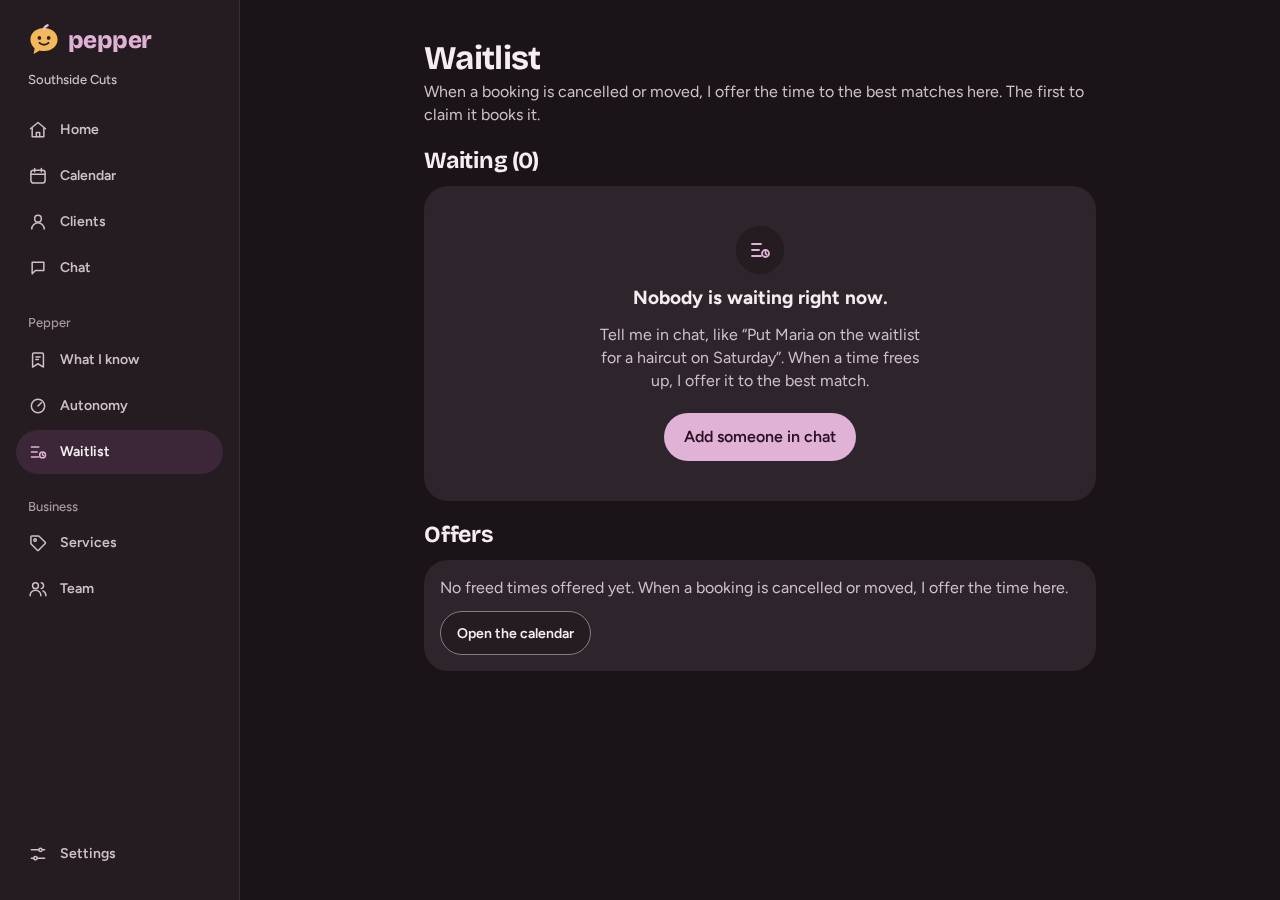 pepper
Southside Cuts
Home
Calendar
Clients
Chat
Pepper
What I know
Autonomy
Waitlist
Business
Services
Team
Settings
Waitlist
When a booking is cancelled or moved, I offer the time to the best matches here. The first to
claim it books it.
Waiting (0)
Nobody is waiting right now.
Tell me in chat, like “Put Maria on the waitlist
for a haircut on Saturday”. When a time frees
up, I offer it to the best match.
Add someone in chat
Offers
No freed times offered yet. When a booking is cancelled or moved, I offer the time here.
Open the calendar